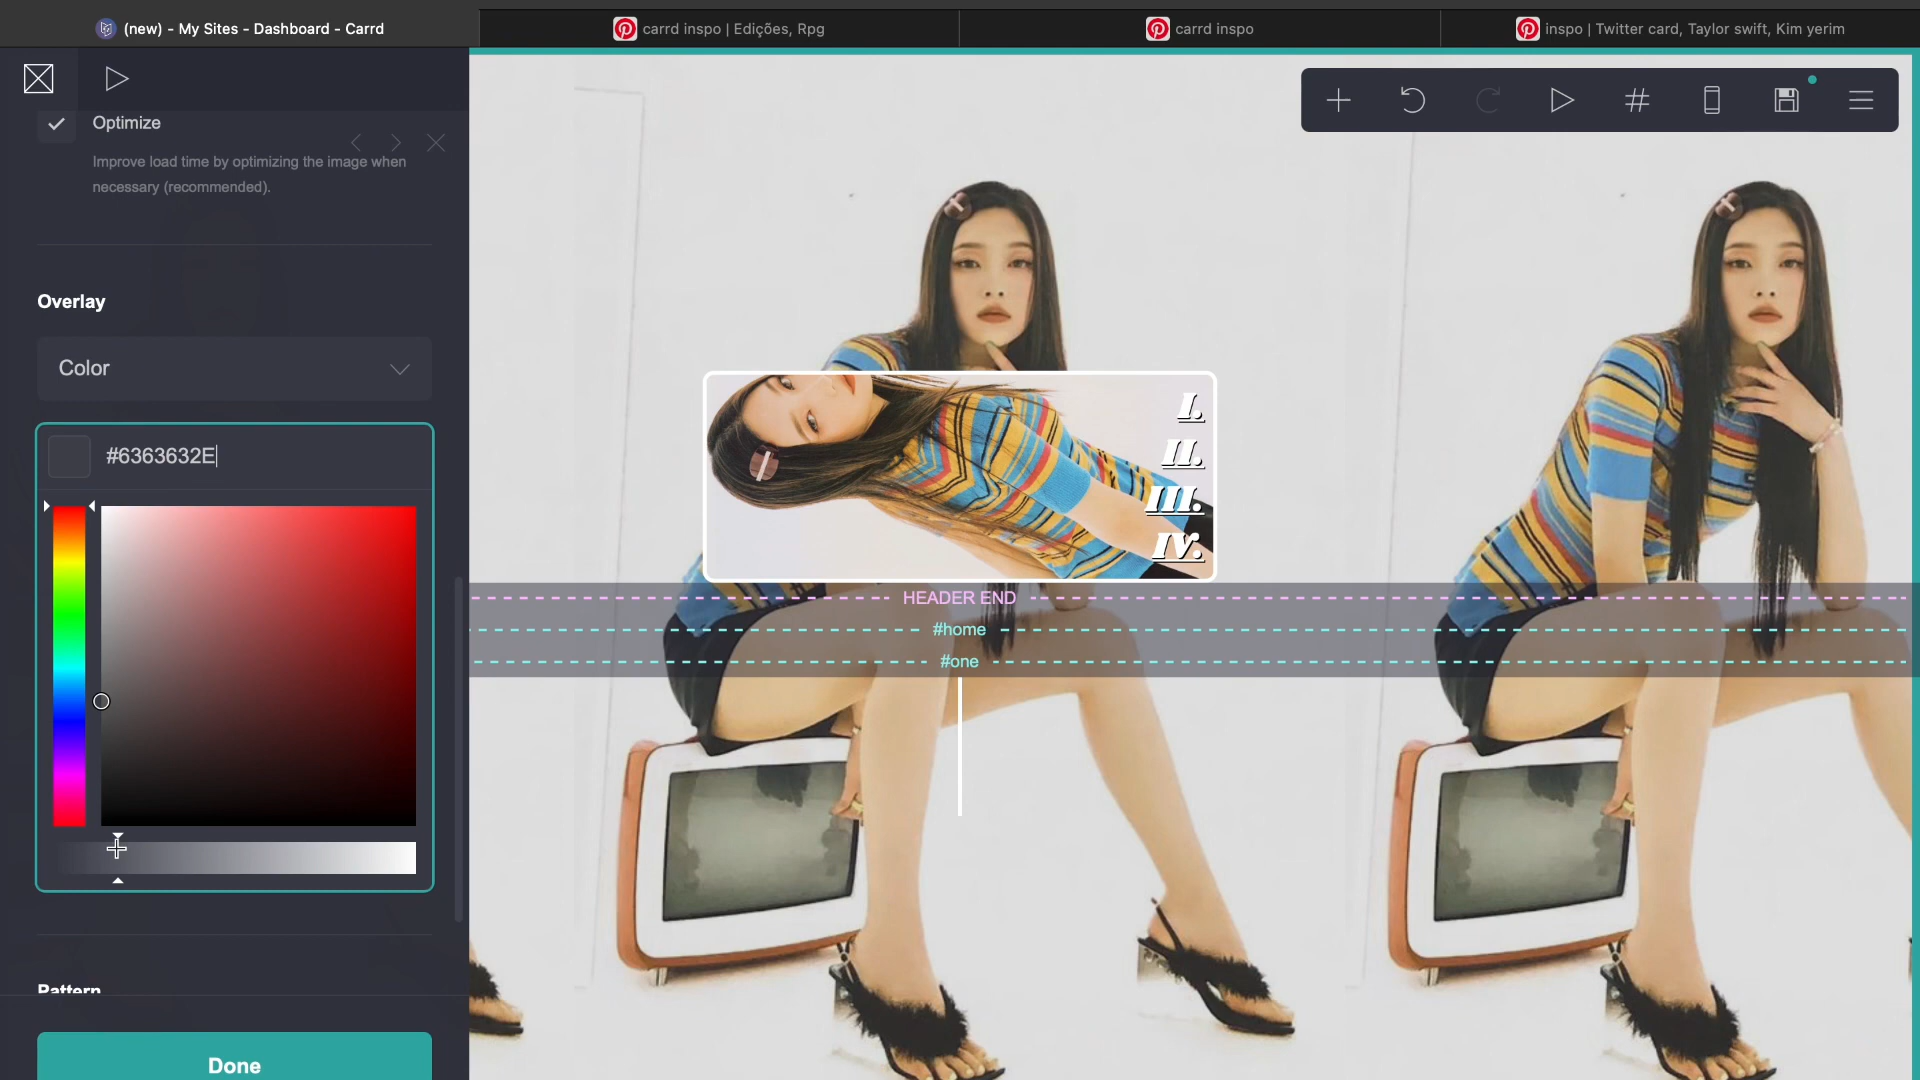 (new) - My Sites - Dashboard - Carrd
carrd inspo | Edições, Rpg
carrd inspo
inspo | Twitter card, Taylor swift, Kim yerim
Optimize
Improve load time by optimizing the image when
necessary (recommended).
Overlay
Color
#6363632E
Pattern
Done
I.
II.
III.
IV.
HEADER END
#home
#one